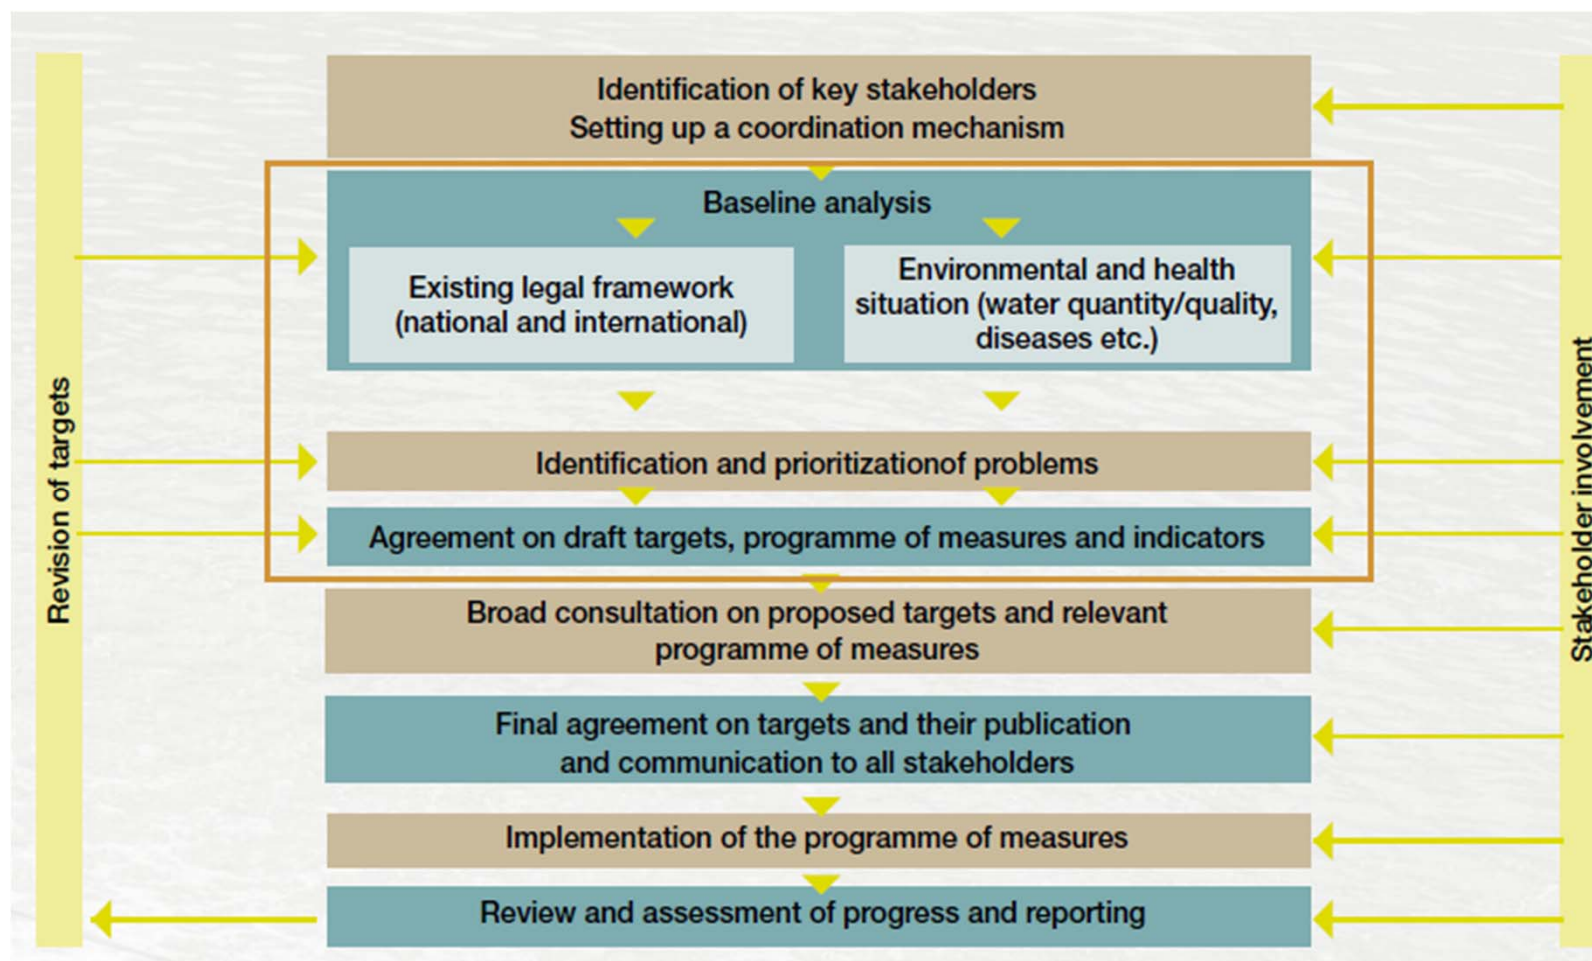 Identification of key stakeholders
Setting up a coordination mechanism
Baseline analysis
Existing legal framework
(national and international)
Environmental and health
situation (water quantity/quality,
diseases etc.)
Identification and prioritizationof problems
Agreement on draft targets, programme of measures and indicators
Broad consultation on proposed targets and relevant
programme of measures
Final agreement on targets and their publication
and communication to all stakeholders
Implementation of the programme of measures
Review and assessment of progress and reporting
Revision of targets
Stakeholder involvement